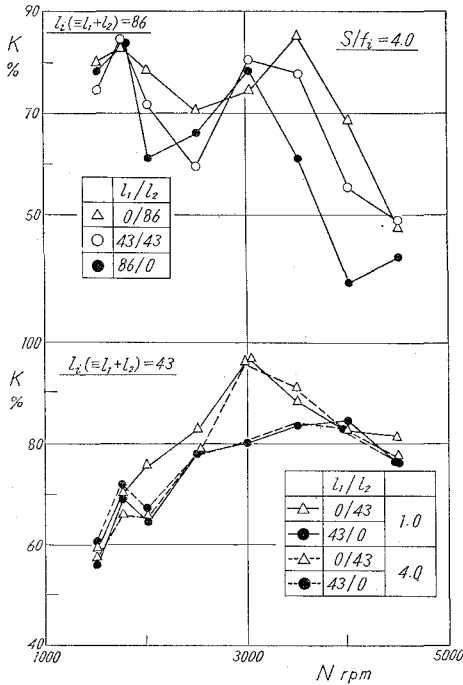 90
K
%
l_i(≡l_1+l_2)=86
S/f_i=4.0
70
50
l_1/l_2
△ 0/86
○ 43/43
● 86/0
100
K
%
l_i(≡l_1+l_2)=43
80
60
40
l_1/l_2
△ 0/43
● 43/0
1.0
△ 0/43
● 43/0
4.0
1000 3000 5000
N rpm